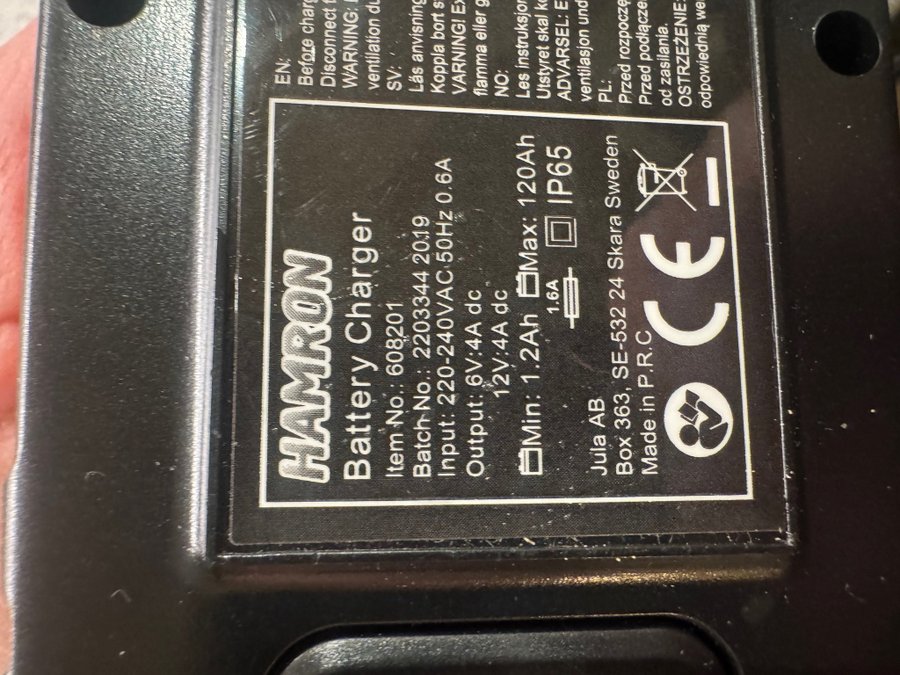 HAMRON
Battery Charger
Item No.: 608201
Batch No.: 2203344 2019
Input: 220-240VAC 50Hz 0.6A
Output: 6V:4A dc
12V:4A dc
Min: 1.2Ah Max: 120Ah
1.6A IP65
Jula AB
Box 363, SE-532 24 Skara Sweden
Made in P.R.C
CE
EN:
Before char
Disconnect t
WARNING:
ventilation du
SV:
Läs anvisning
Koppla bort s
VARNING! Ex
flamma eller g
NO:
Les instruksjon
Utstyret skal k
ADVARSEL: E
ventilasjon und
PL:
Przed rozpocze
Przed podłącze
od zasilania.
OSTRZEŻENIE:
odpowiednią we